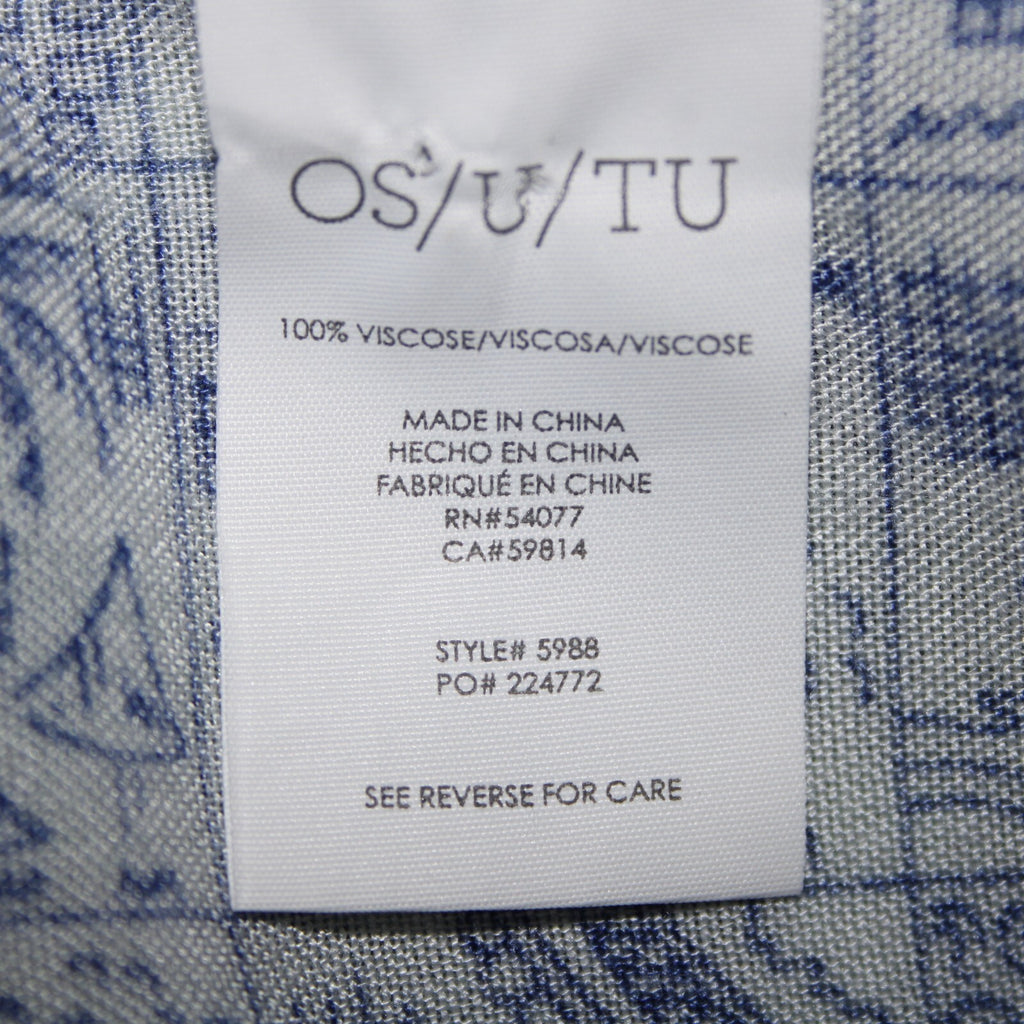 OS/U/TU
100% VISCOSE/VISCOSA/VISCOSE
MADE IN CHINA
HECHO EN CHINA
FABRIQUÉ EN CHINE
RN#54077
CA#59814
STYLE# 5988
PO# 224772
SEE REVERSE FOR CARE